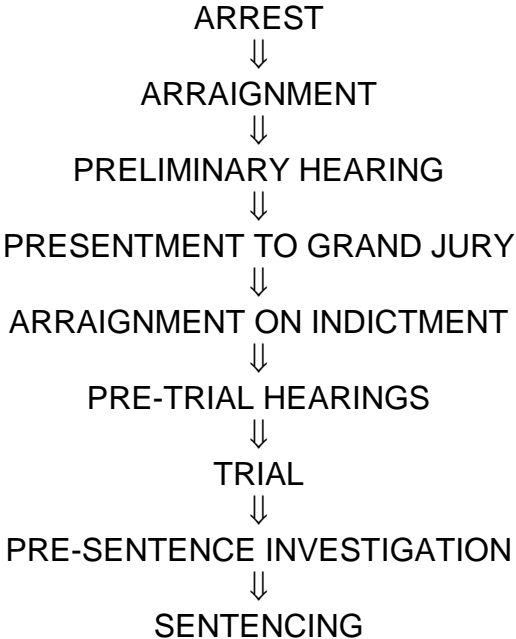 ARREST
⇓
ARRAIGNMENT
⇓
PRELIMINARY HEARING
⇓
PRESENTMENT TO GRAND JURY
⇓
ARRAIGNMENT ON INDICTMENT
⇓
PRE-TRIAL HEARINGS
⇓
TRIAL
⇓
PRE-SENTENCE INVESTIGATION
⇓
SENTENCING